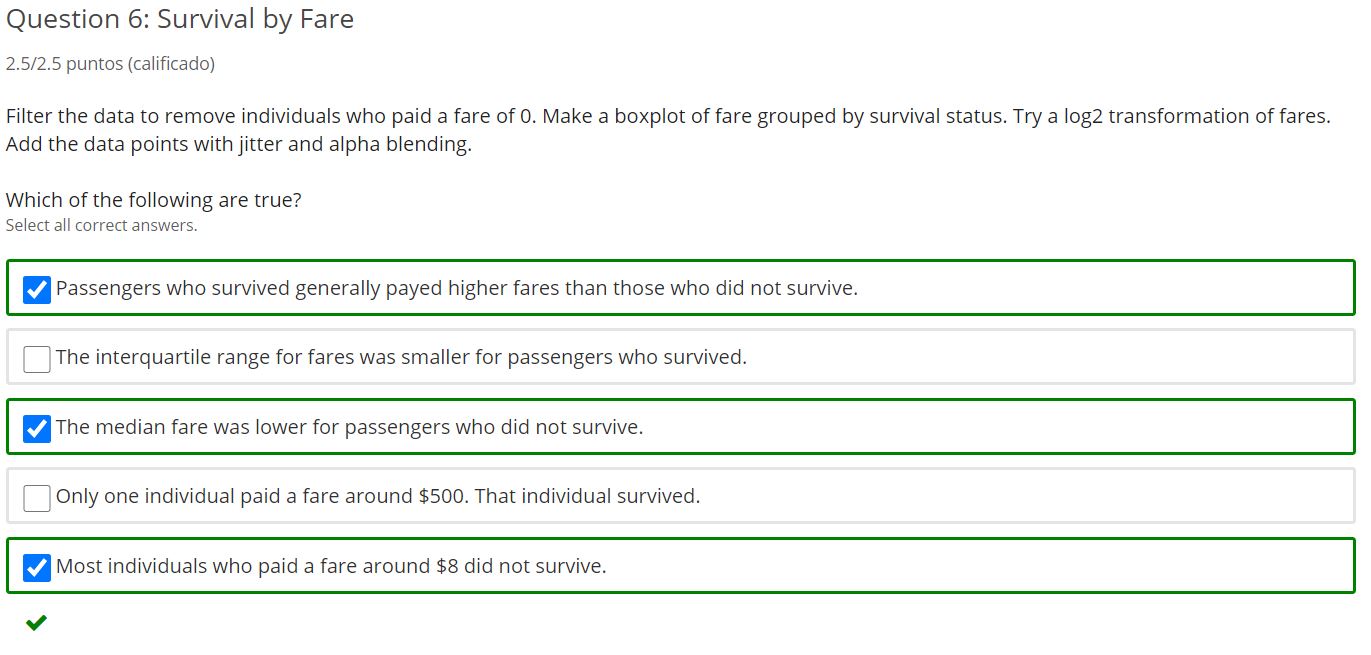 Question 6: Survival by Fare
2.5/2.5 puntos (calificado)
Filter the data to remove individuals who paid a fare of 0. Make a boxplot of fare grouped by survival status. Try a log2 transformation of fares.
Add the data points with jitter and alpha blending.
Which of the following are true?
Select all correct answers.
Passengers who survived generally payed higher fares than those who did not survive.
The interquartile range for fares was smaller for passengers who survived.
The median fare was lower for passengers who did not survive.
Only one individual paid a fare around $500. That individual survived.
Most individuals who paid a fare around $8 did not survive.